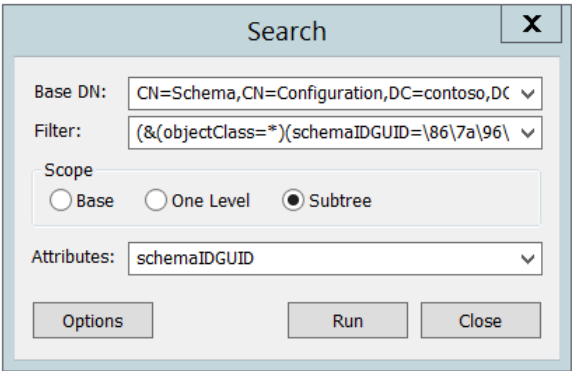 Search
X
Base DN: CN=Schema,CN=Configuration,DC=contoso,DC
Filter: (&(objectClass=*)(schemaIDGUID=\86\7a\96\
Scope
Base One Level Subtree
Attributes: schemaIDGUID
Options Run Close